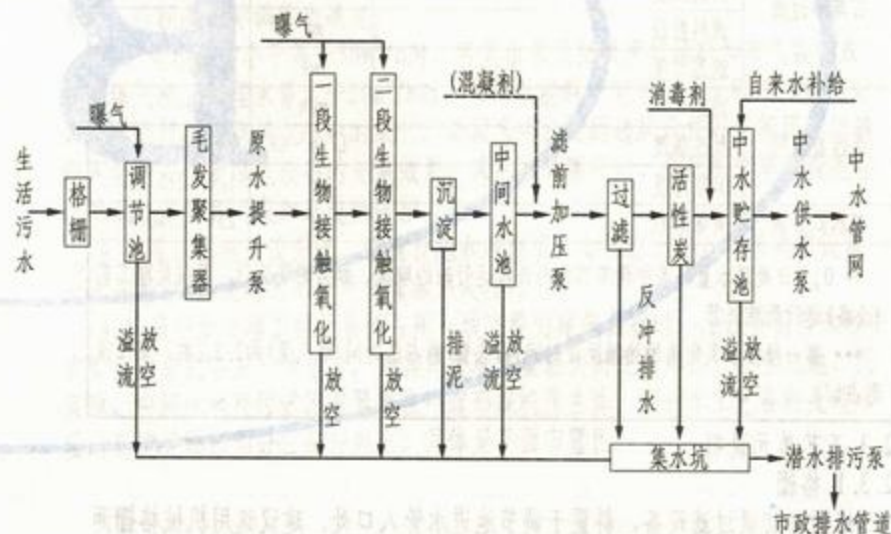 曝气
(混凝剂)
消毒剂
自来水补给
曝气
生活污水
格栅
调节池
毛发聚集器
原水提升泵
一段生物接触氧化
二段生物接触氧化
沉淀
中间水池
滤前加压泵
过滤
活性炭
中水贮存池
中水供水泵
中水管网
溢流
放空
放空
放空
排泥
溢流
放空
反冲排水
溢流
放空
集水坑
潜水排污泵
市政排水管道